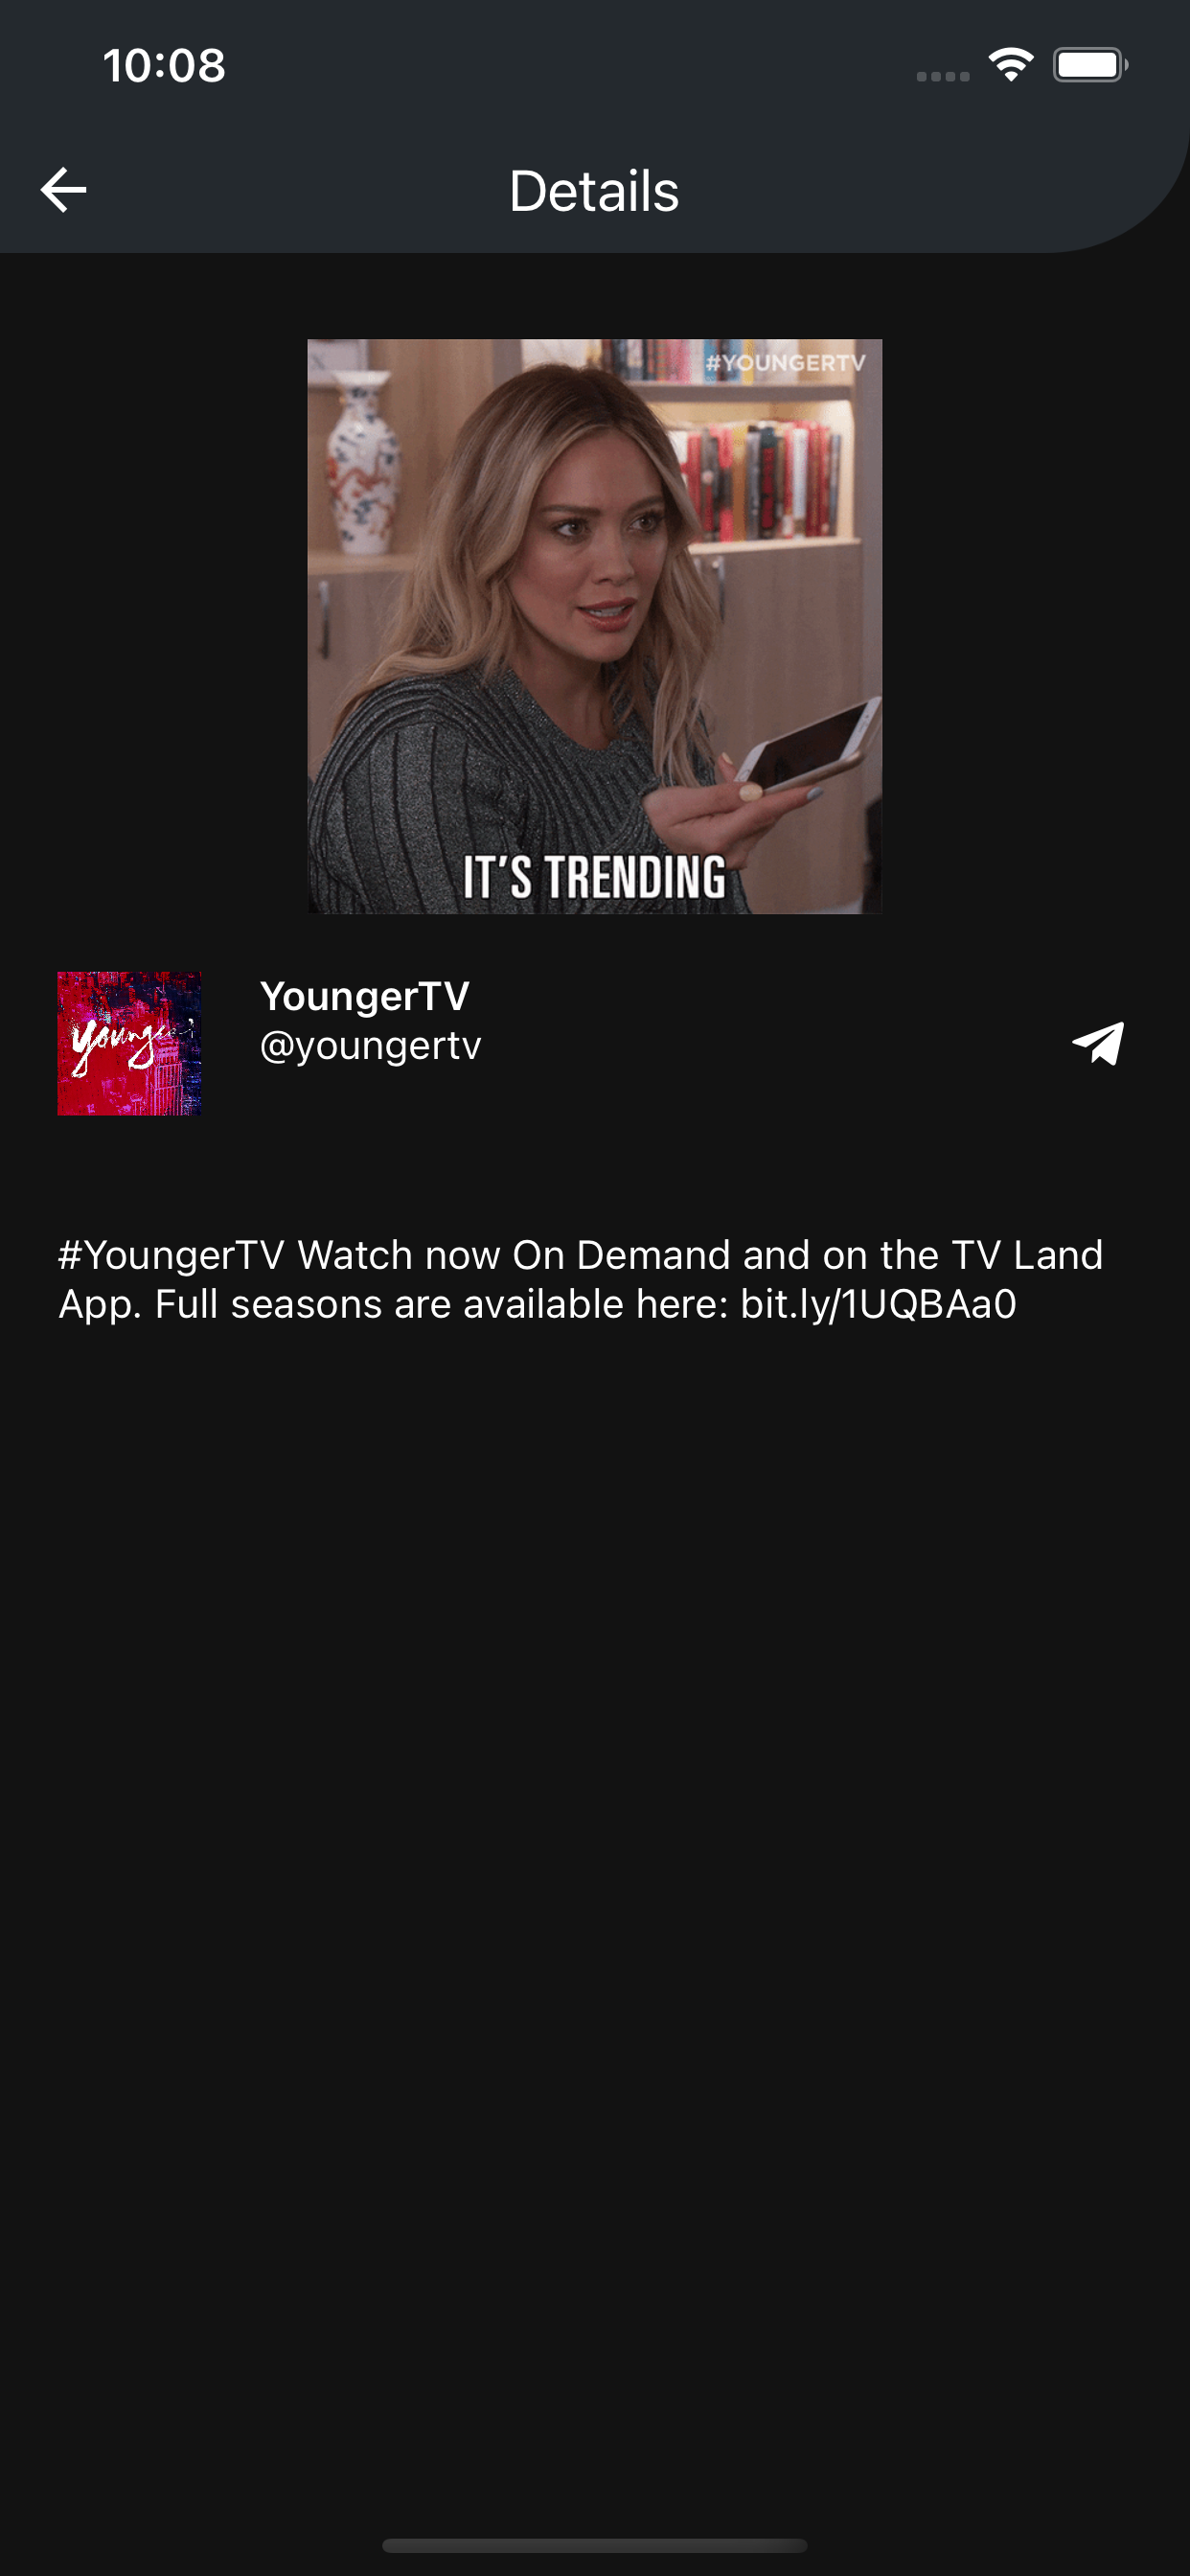 10:08
Details
#YOUNGERTV
IT'S TRENDING
younger
YoungerTV
@youngertv
#YoungerTV Watch now On Demand and on the TV Land
App. Full seasons are available here: bit.ly/1UQBAa0